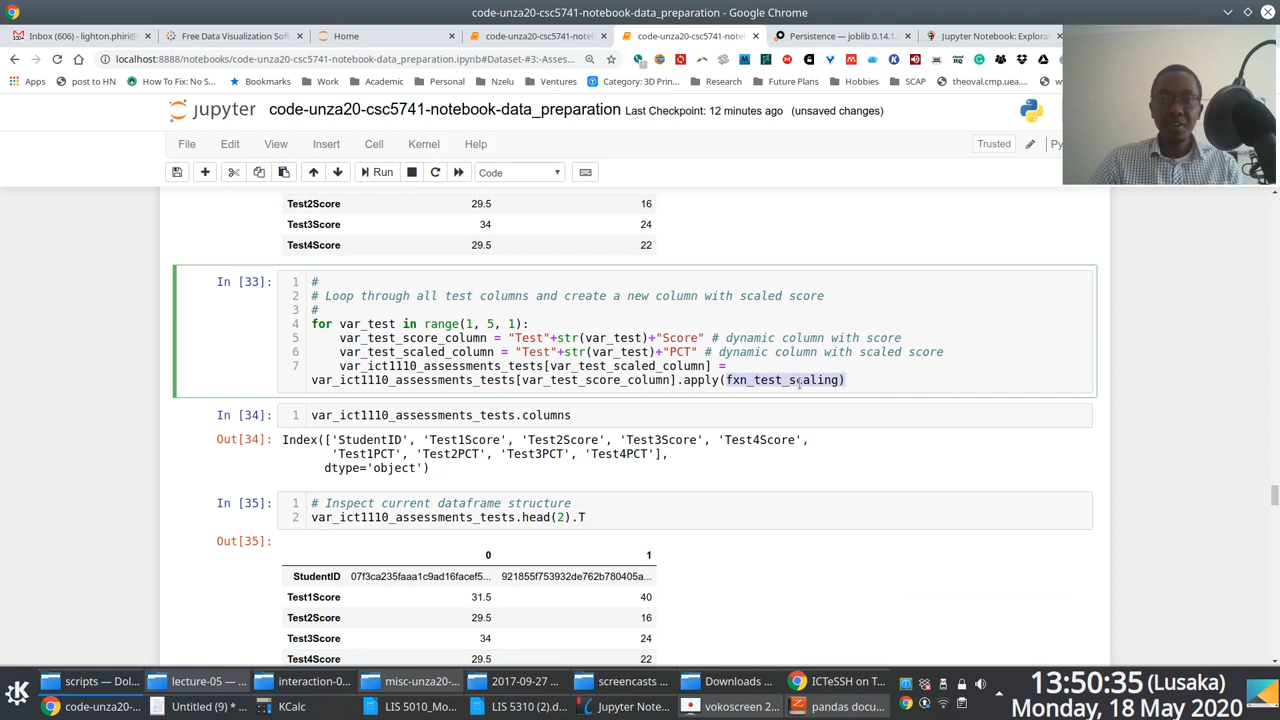 code-unza20-csc5741-notebook-data_preparation - Google Chrome
Inbox (606) - lighton.phiri@
Free Data Visualization Sof
Home
code-unza20-csc5741-notebo
code-unza20-csc5741-notebo
Persistence — joblib 0.14.1
Jupyter Notebook: Explora
localhost:8888/notebooks/code-unza20-csc5741-notebook-data_preparation.ipynb#Dataset-#3:-Asses...
Apps
post to HN
How To Fix: No S...
Bookmarks
Work
Academic
Personal
Nzelu
Ventures
Category: 3D Prin...
Research
Future Plans
Hobbies
SCAP
theoval.cmp.uea....
jupyter code-unza20-csc5741-notebook-data_preparation Last Checkpoint: 12 minutes ago (unsaved changes)
File Edit View Insert Cell Kernel Help
Trusted
Py
Run
Code
Test2Score 29.5 16
Test3Score 34 24
Test4Score 29.5 22
In [33]:
1 #
2 # Loop through all test columns and create a new column with scaled score
3 #
4 for var_test in range(1, 5, 1):
5 var_test_score_column = "Test"+str(var_test)+"Score" # dynamic column with score
6 var_test_scaled_column = "Test"+str(var_test)+"PCT" # dynamic column with scaled score
7 var_ict1110_assessments_tests[var_test_scaled_column] =
var_ict1110_assessments_tests[var_test_score_column].apply(fxn_test_scaling)
In [34]: 1 var_ict1110_assessments_tests.columns
Out[34]: Index(['StudentID', 'Test1Score', 'Test2Score', 'Test3Score', 'Test4Score',
'Test1PCT', 'Test2PCT', 'Test3PCT', 'Test4PCT'],
dtype='object')
In [35]: 1 # Inspect current dataframe structure
2 var_ict1110_assessments_tests.head(2).T
Out[35]:
0 1
StudentID 07f3ca235faaa1c9ad16facef5... 921855f753932de762b780405a...
Test1Score 31.5 40
Test2Score 29.5 16
Test3Score 34 24
Test4Score 29.5 22
scripts — Dol...
lecture-05 — ...
interaction-0...
misc-unza20-...
2017-09-27 ...
screencasts ...
Downloads ...
ICTeSSH on T...
code-unza20-...
Untitled (9) * ...
KCalc
LIS 5010_Mo...
LIS 5310 (2).d...
Jupyter Note...
vokoscreen 2...
pandas docu...
13:50:35 (Lusaka)
Monday, 18 May 2020